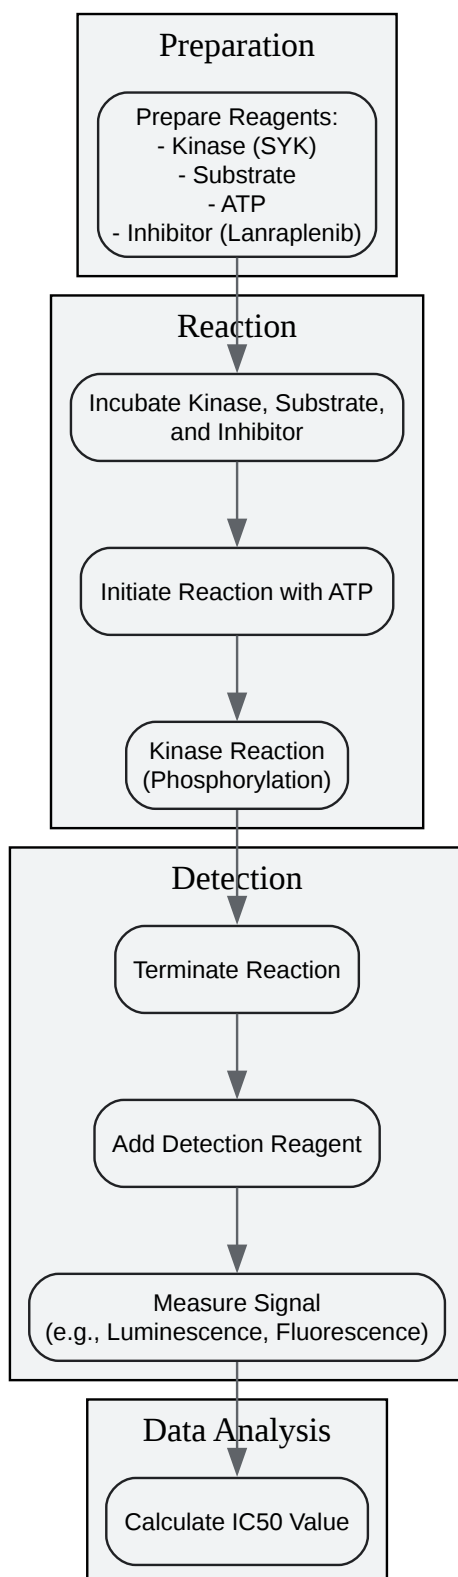 Preparation
Prepare Reagents:
- Kinase (SYK)
- Substrate
- ATP
- Inhibitor (Lanraplenib)
Reaction
Incubate Kinase, Substrate,
and Inhibitor
Initiate Reaction with ATP
Kinase Reaction
(Phosphorylation)
Detection
Terminate Reaction
Add Detection Reagent
Measure Signal
(e.g., Luminescence, Fluorescence)
Data Analysis
Calculate IC50 Value